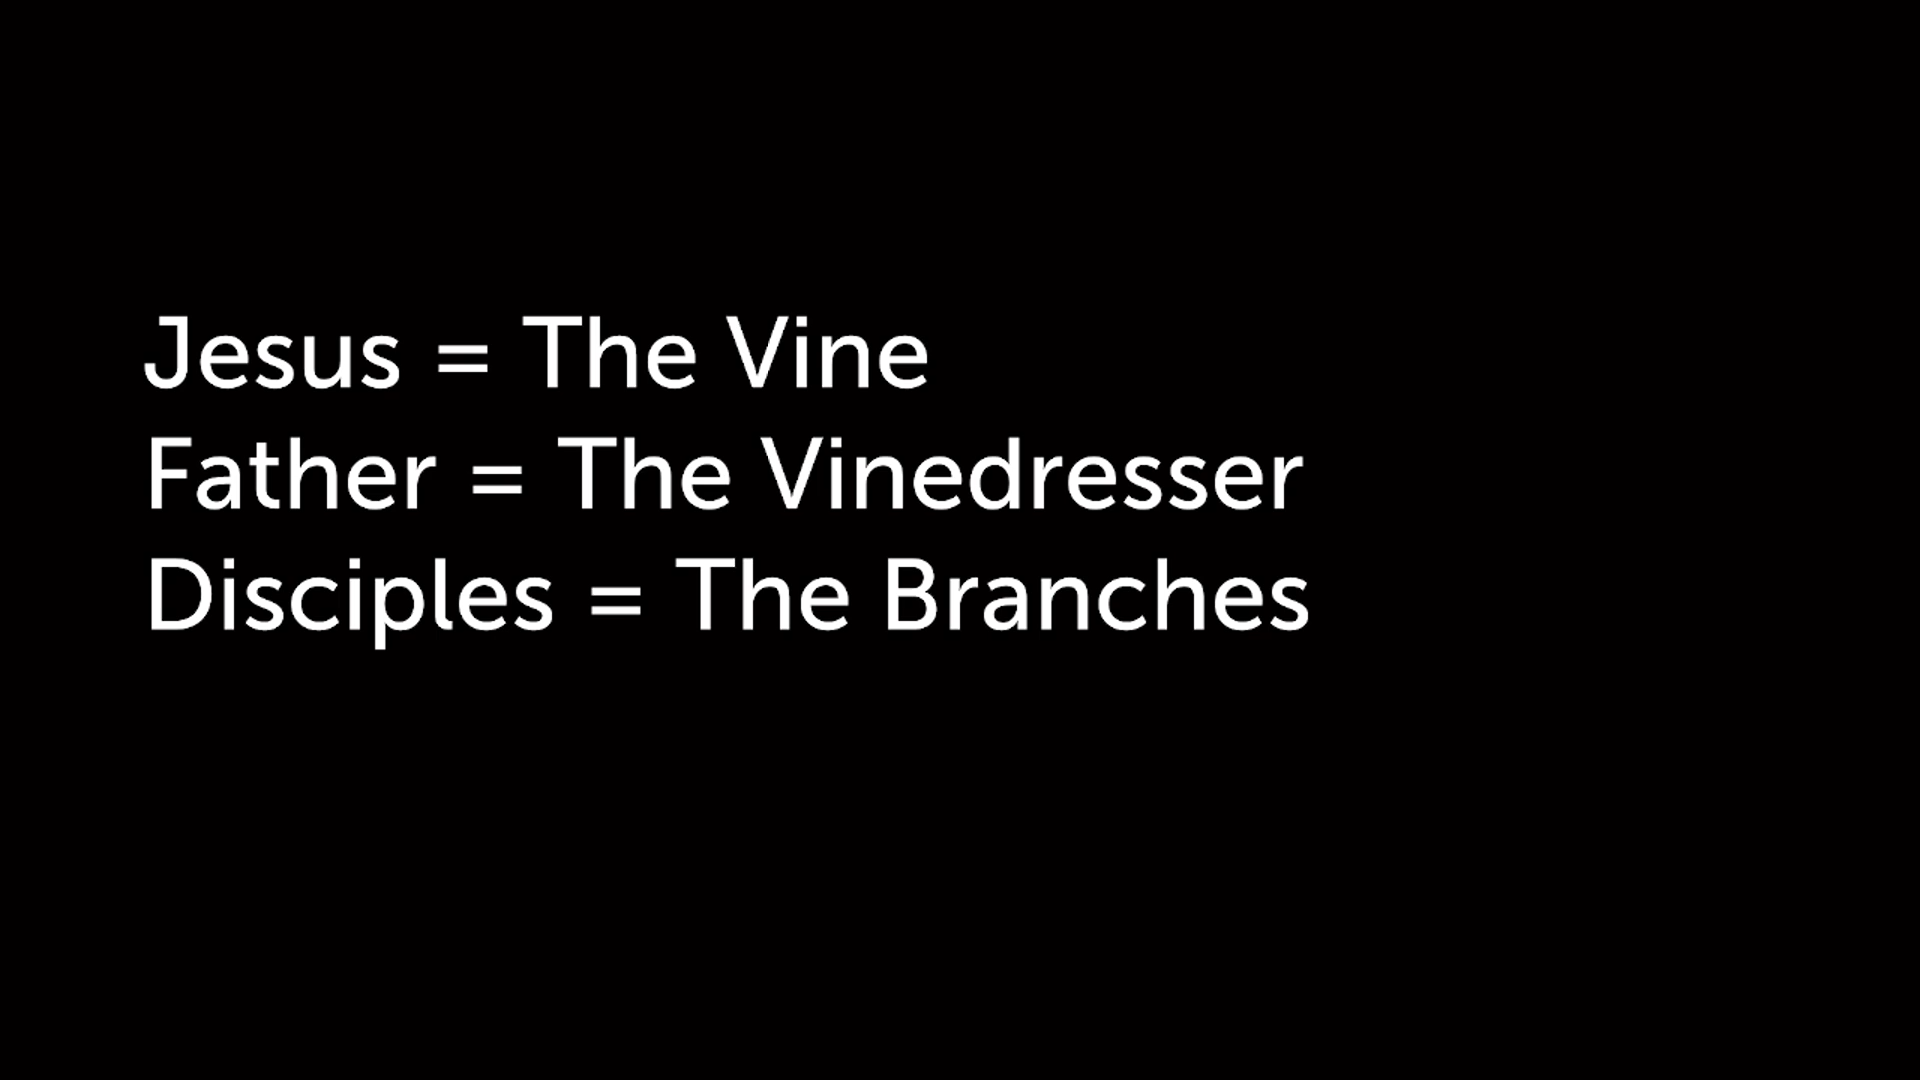 Jesus = The Vine
Father = The Vinedresser
Disciples = The Branches